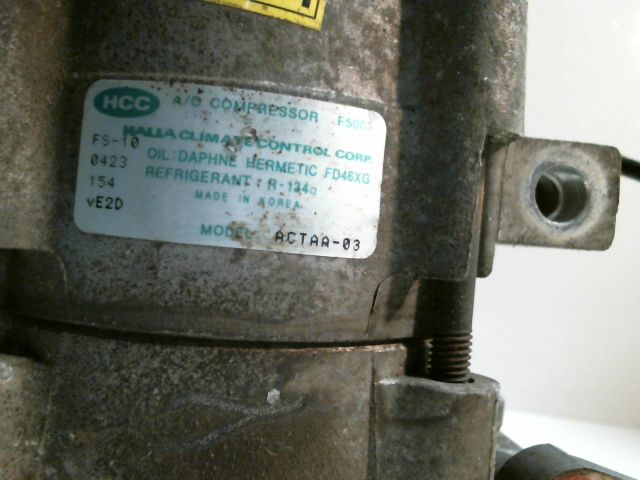 HCC A/C COMPRESSOR F500
HALLA CLIMATE CONTROL CORP.
FS-10
OIL: DAPHNE HERMETIC FD46XG
0423
REFRIGERANT : R-134a
154
MADE IN KOREA
vE2D
MODEL ACTAA-03